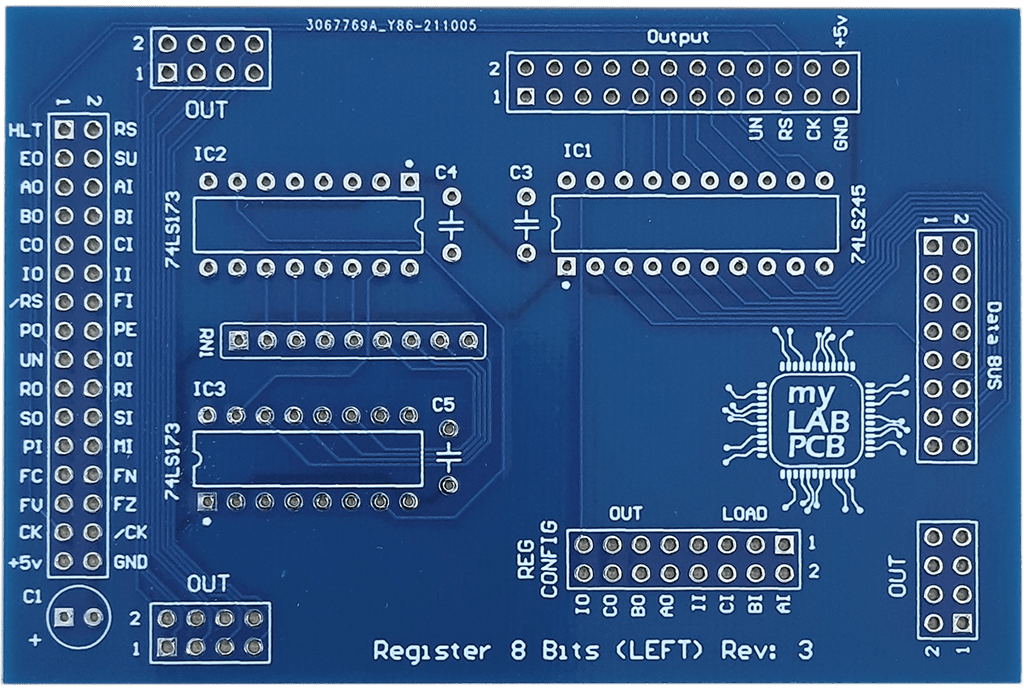 3067769A_Y86-211005
2
1
OUT
Output
+5v
2
1
UN RS CK GND
1 2
HLT RS
EO SU
AO AI
BO BI
CO CI
IO II
/RS FI
PO PE
UN OI
RO RI
SO SI
PI MI
FC FN
FV FZ
CK /CK
+5v GND
C1
+
IC2
74LS173
C4
C3
IC1
74LS245
RN1
IC3
74LS173
C5
1 2
Data BUS
my
LAB
PCB
OUT LOAD
REG
CONFIG
1
2
IO CO BO AO II CI BI AI
OUT
2 1
OUT
2
1
Register 8 Bits (LEFT) Rev: 3